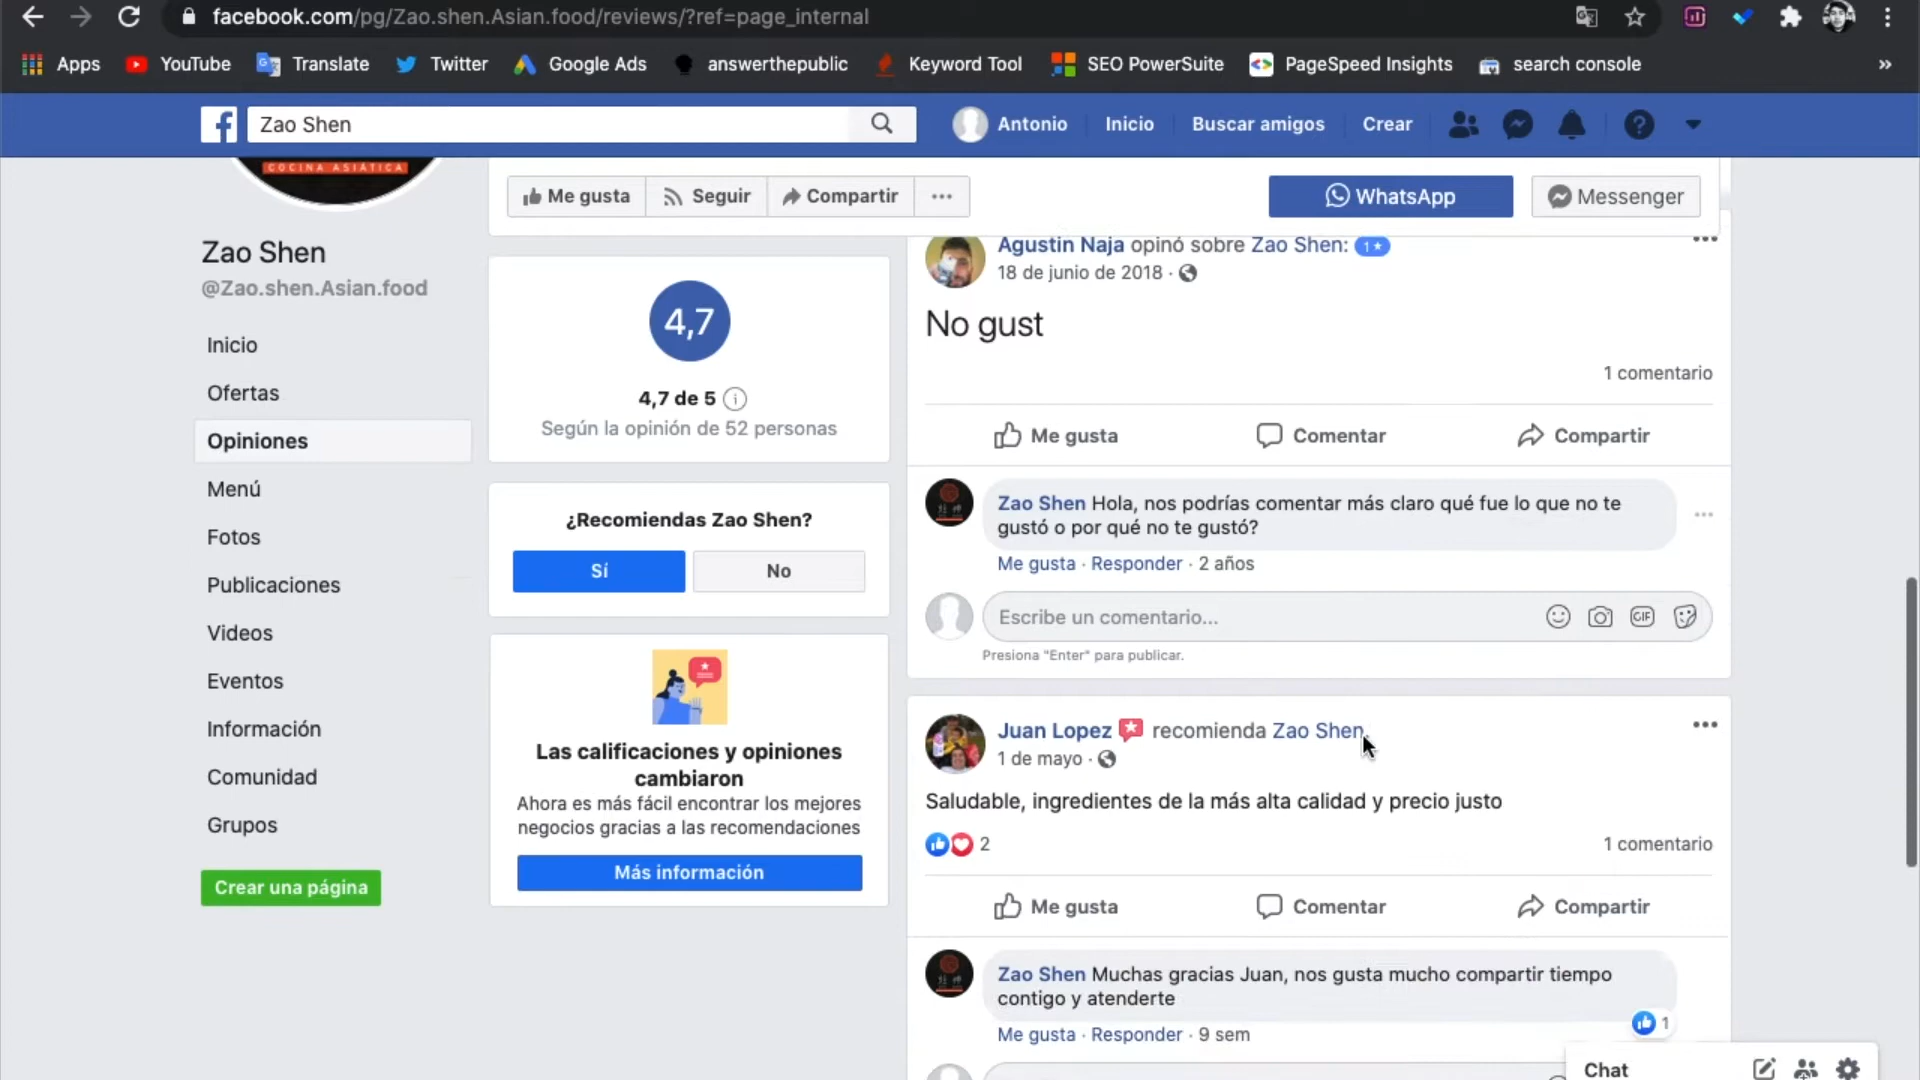 facebook.com/pg/Zao.shen.Asian.food/reviews/?ref=page_internal
Apps YouTube Translate Twitter Google Ads answerthepublic Keyword Tool SEO PowerSuite PageSpeed Insights search console »
Zao Shen Antonio Inicio Buscar amigos Crear
COCINA ASIÁTICA
Me gusta Seguir Compartir ... WhatsApp Messenger
Zao Shen
@Zao.shen.Asian.food
Inicio
Ofertas
Opiniones
Menú
Fotos
Publicaciones
Videos
Eventos
Información
Comunidad
Grupos
Crear una página
4,7
4,7 de 5
Según la opinión de 52 personas
¿Recomiendas Zao Shen?
Sí No
Las calificaciones y opiniones
cambiaron
Ahora es más fácil encontrar los mejores
negocios gracias a las recomendaciones
Más información
Agustin Naja opinó sobre Zao Shen: 1★
18 de junio de 2018 ·
No gust
1 comentario
Me gusta Comentar Compartir
Zao Shen Hola, nos podrías comentar más claro qué fue lo que no te
gustó o por qué no te gustó?
Me gusta · Responder · 2 años
Escribe un comentario... GIF
Presiona "Enter" para publicar.
Juan Lopez recomienda Zao Shen.
1 de mayo ·
Saludable, ingredientes de la más alta calidad y precio justo
2 1 comentario
Me gusta Comentar Compartir
Zao Shen Muchas gracias Juan, nos gusta mucho compartir tiempo
contigo y atenderte
1
Me gusta · Responder · 9 sem
Chat